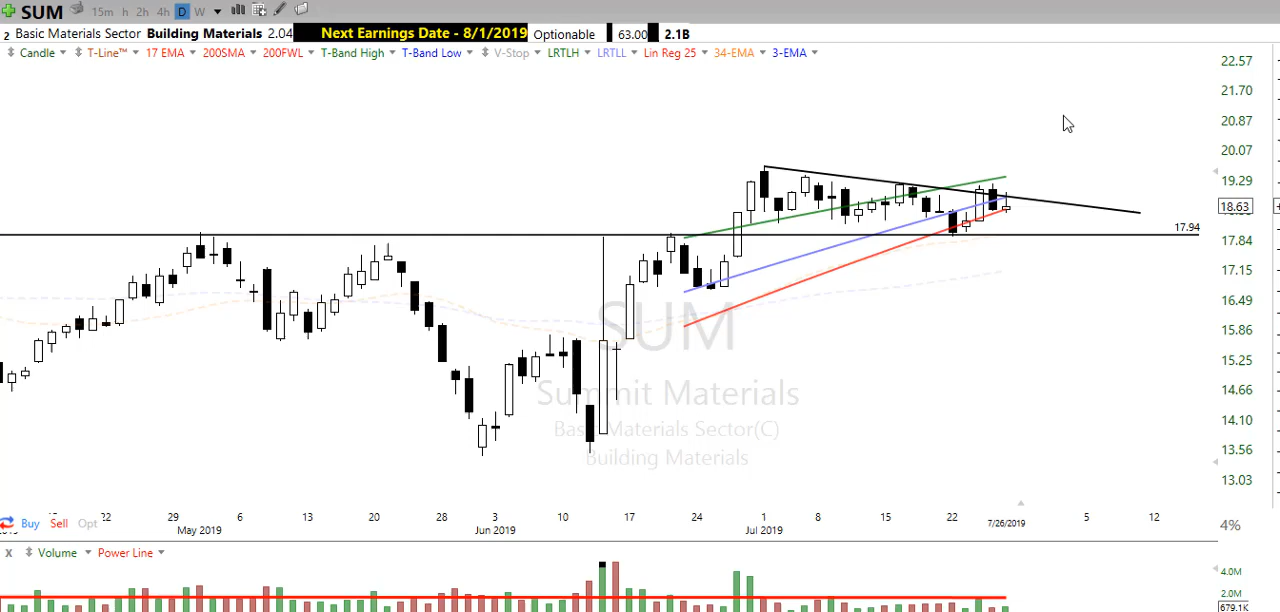 SUM 15m h 2h 4h D W
2 Basic Materials Sector Building Materials 2.04 Next Earnings Date - 8/1/2019 Optionable 63.00 2.1B
Candle T-Line™ 17 EMA 200SMA 200FWL T-Band High T-Band Low V-Stop LRTLH LRTLL Lin Reg 25 34-EMA 3-EMA
22.57
21.70
20.87
20.07
19.29
18.63
17.94
17.84
17.15
16.49
15.86
15.25
14.66
14.10
13.56
13.03
SUM
Summit Materials
Basic Materials Sector(C)
Building Materials
22 29 6 13 20 28 3 10 17 24 1 8 15 22 7/26/2019 5 12
Buy Sell Opt
May 2019 Jun 2019 Jul 2019
4%
X Volume Power Line
4.0M
2.0M
679.1K